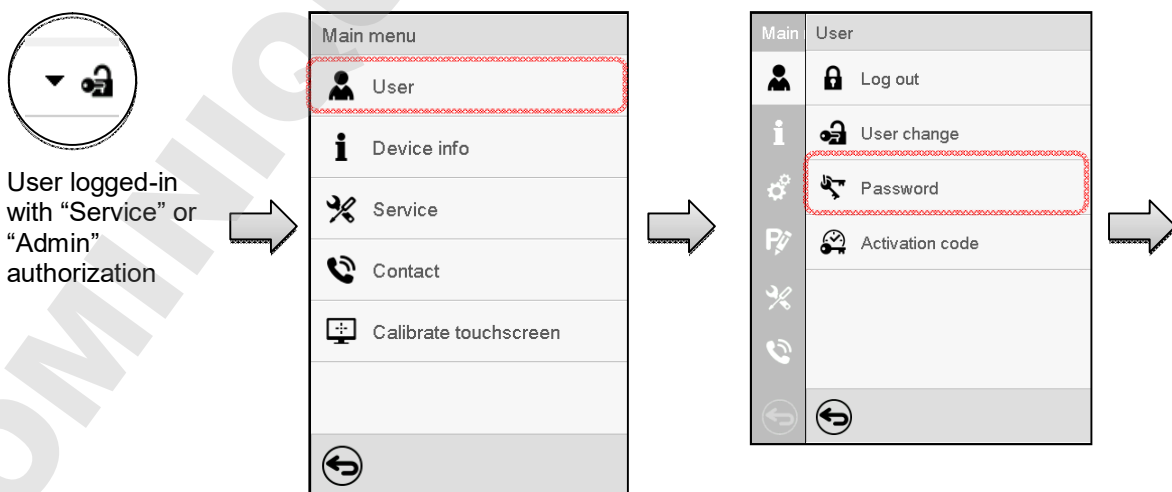 User logged-in
with “Service” or
“Admin”
authorization
Main menu
User
Device info
Service
Contact
Calibrate touchscreen
Main
User
Log out
User change
Password
Activation code